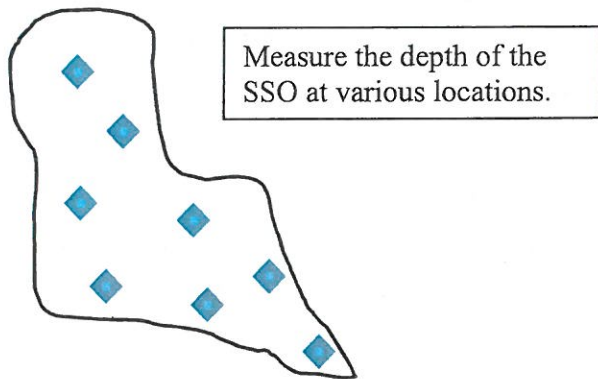 Measure the depth of the
SSO at various locations.